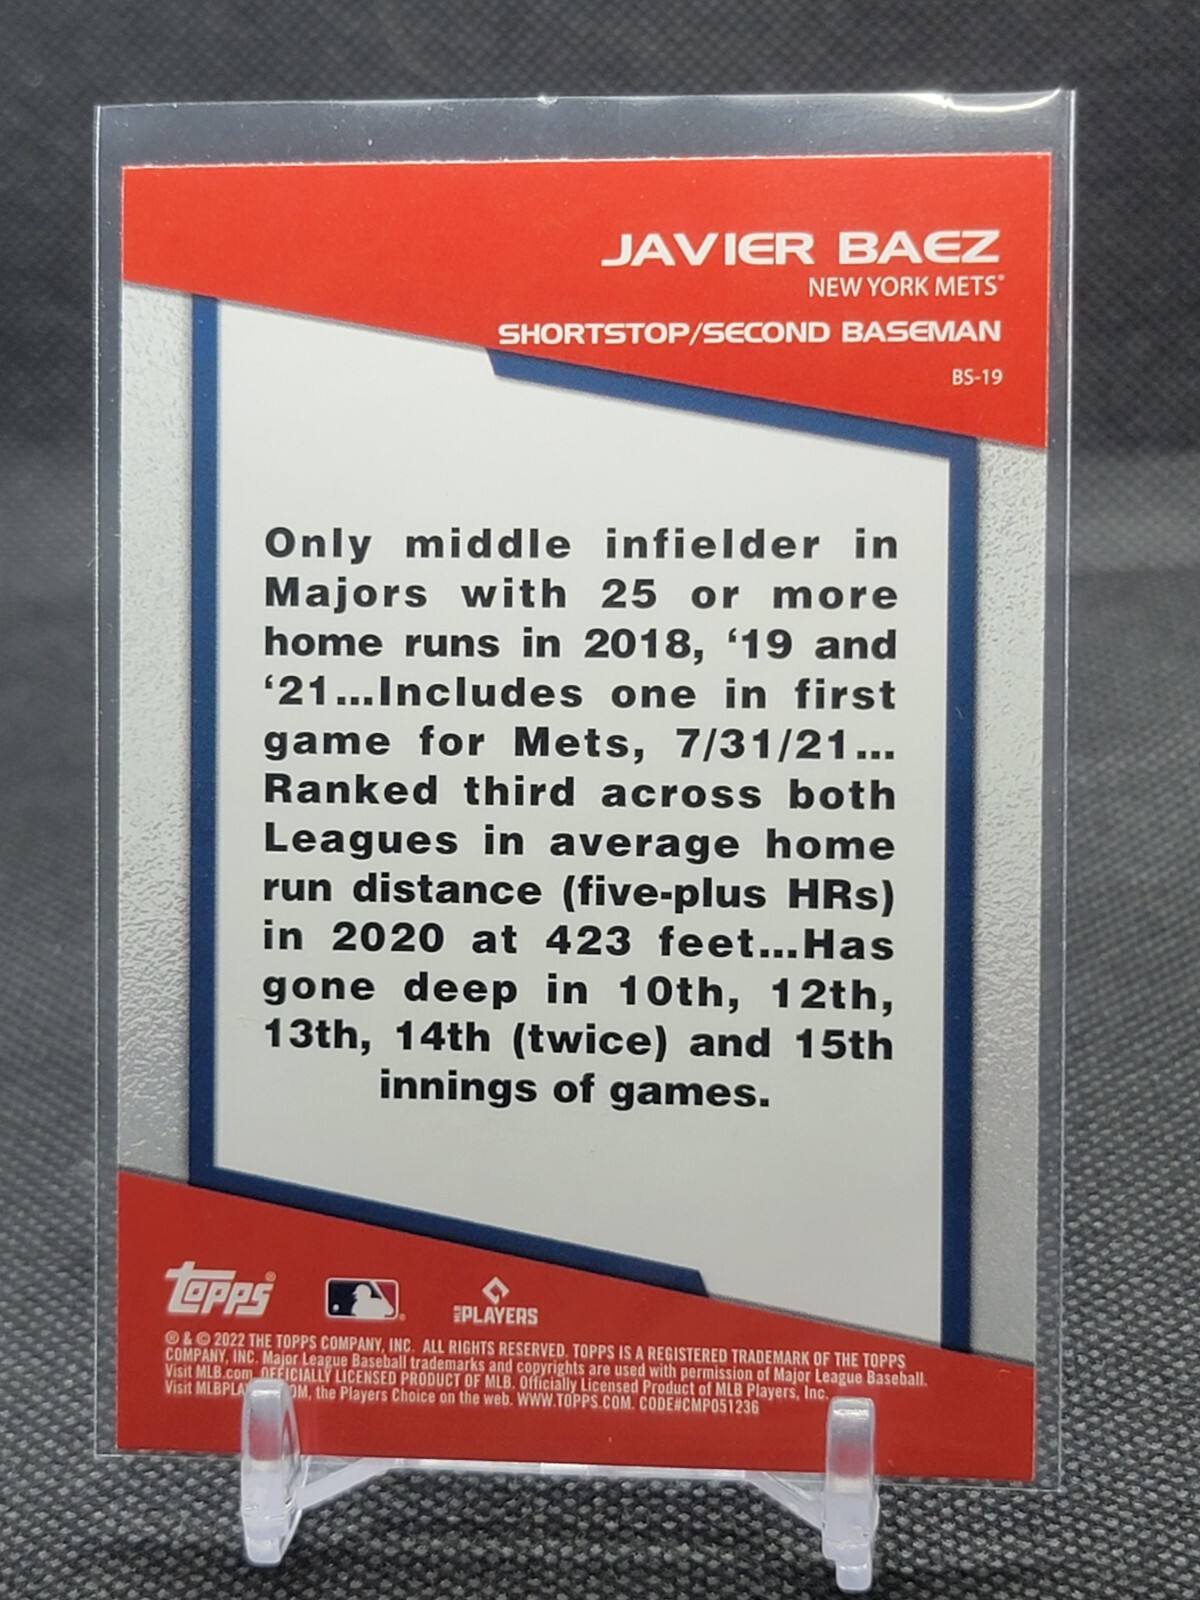 JAVIER BAEZ
NEW YORK METS®
SHORTSTOP/SECOND BASEMAN
BS-19
Only middle infielder in
Majors with 25 or more
home runs in 2018, ‘19 and
‘21...Includes one in first
game for Mets, 7/31/21...
Ranked third across both
Leagues in average home
run distance (five-plus HRs)
in 2020 at 423 feet...Has
gone deep in 10th, 12th,
13th, 14th (twice) and 15th
innings of games.
TOPPS®
MLB PLAYERS
® & © 2022 THE TOPPS COMPANY, INC. ALL RIGHTS RESERVED. TOPPS IS A REGISTERED TRADEMARK OF THE TOPPS
COMPANY, INC. Major League Baseball trademarks and copyrights are used with permission of Major League Baseball.
Visit MLB.com. OFFICIALLY LICENSED PRODUCT OF MLB. Officially Licensed Product of MLB Players, Inc.
Visit the Players Choice on the web. WWW.TOPPS.COM. CODE#CMP051236